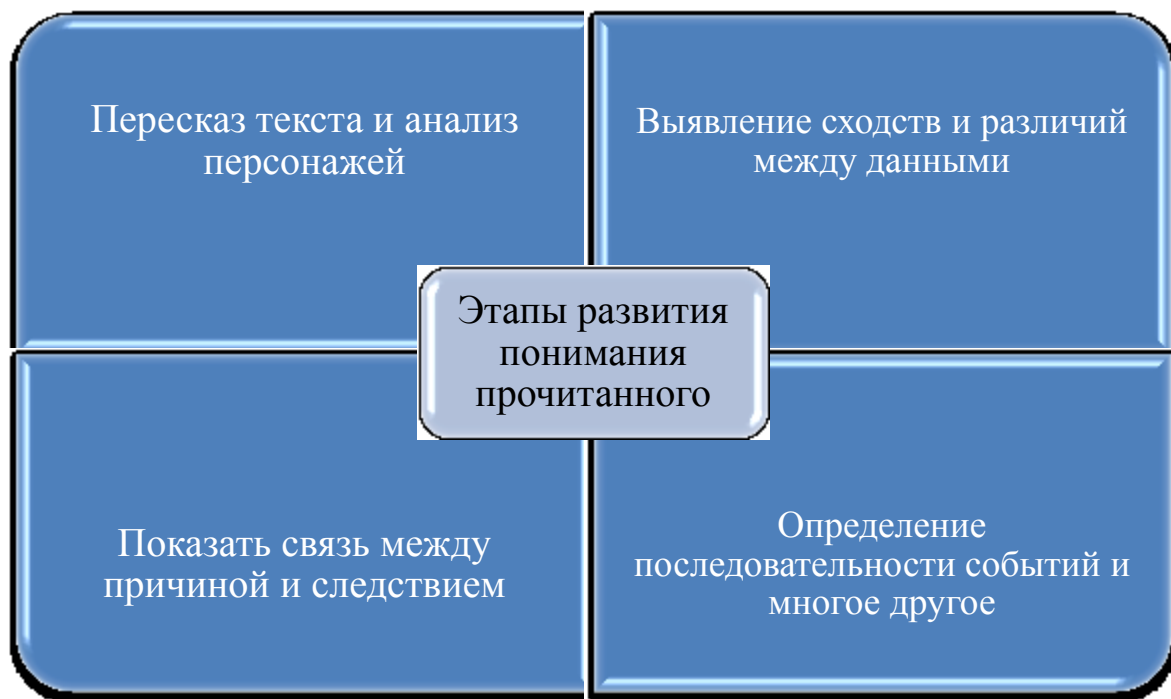 Пересказ текста и анализ
персонажей
Выявление сходств и различий
между данными
Этапы развития
понимания
прочитанного
Показать связь между
причиной и следствием
Определение
последовательности событий и
многое другое